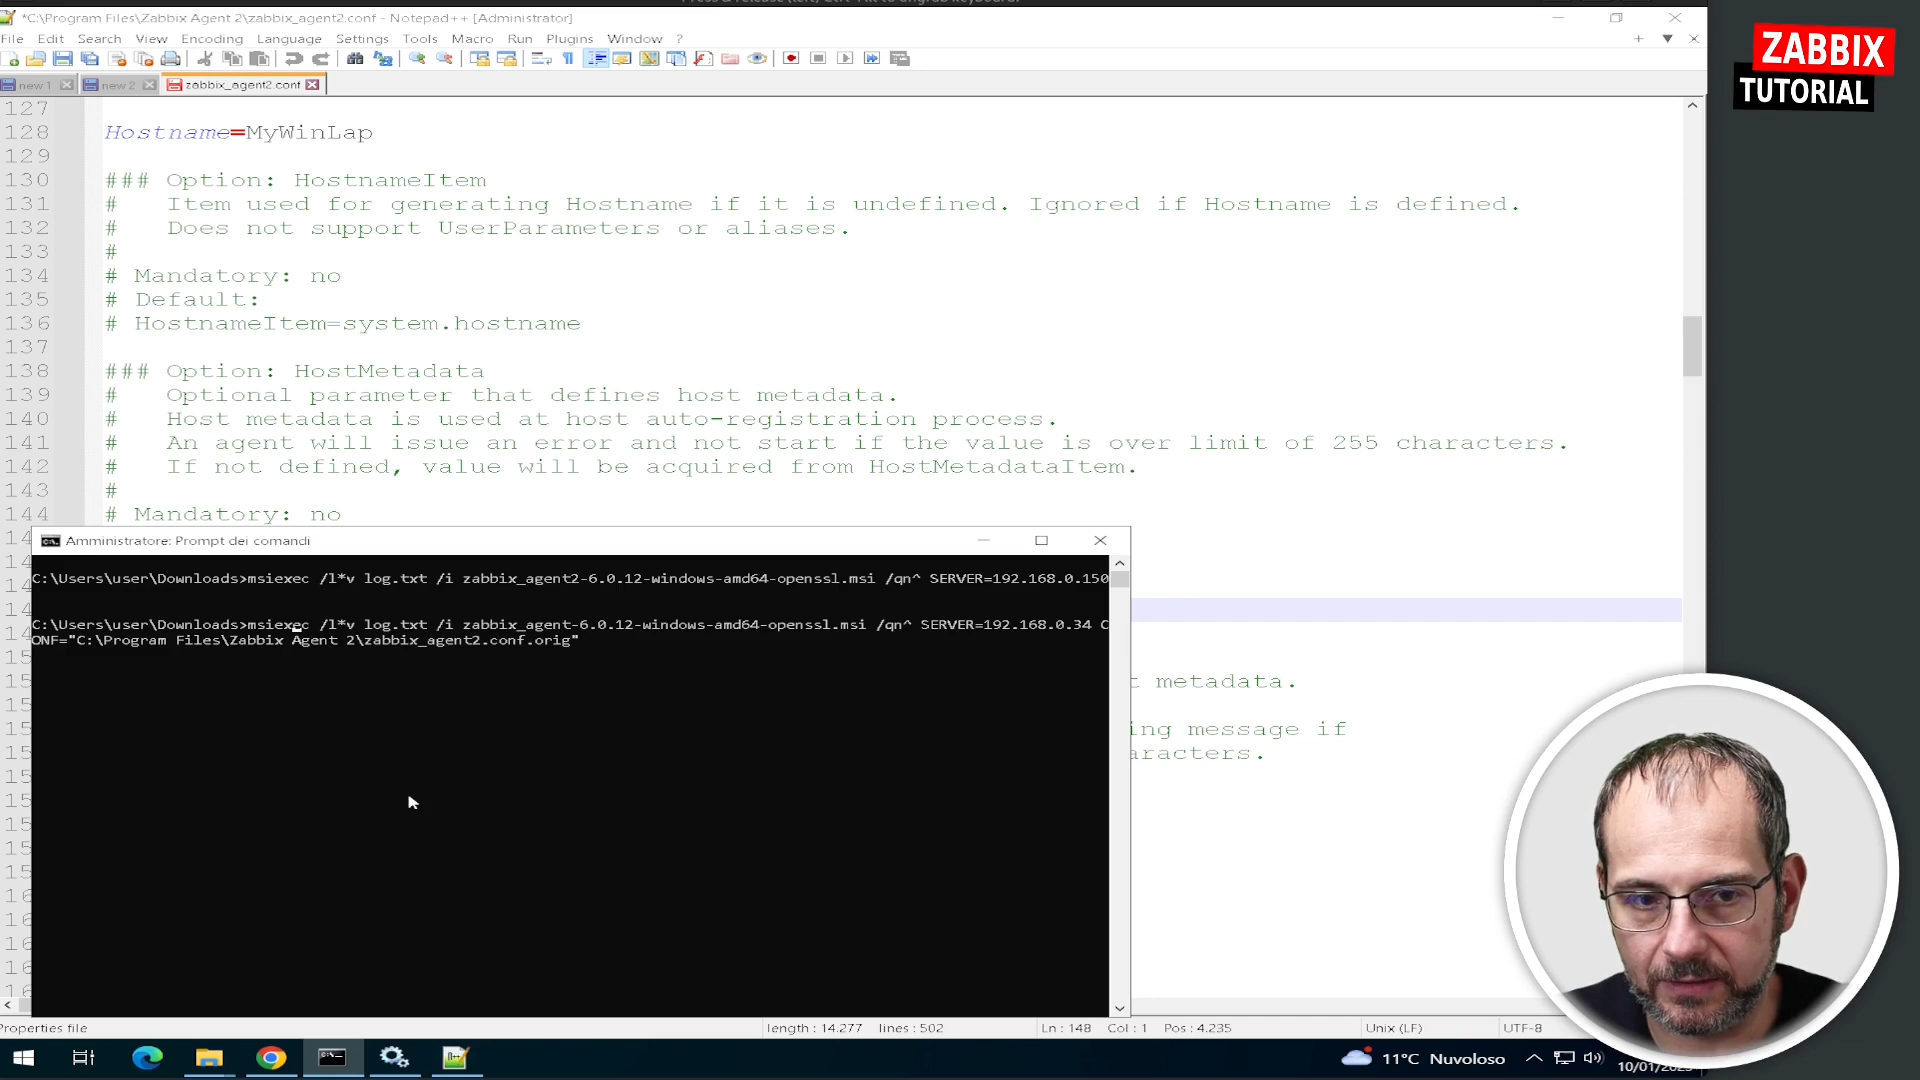 *C:\Program Files\Zabbix Agent 2\zabbix_agent2.conf - Notepad++ [Administrator]
File Edit Search View Encoding Language Settings Tools Macro Run Plugins Window ?
new 1 new 2 zabbix_agent2.conf
ZABBIX
TUTORIAL
127
128 Hostname=MyWinLap
129
130 ### Option: HostnameItem
131 # Item used for generating Hostname if it is undefined. Ignored if Hostname is defined.
132 # Does not support UserParameters or aliases.
133 #
134 # Mandatory: no
135 # Default:
136 # HostnameItem=system.hostname
137
138 ### Option: HostMetadata
139 # Optional parameter that defines host metadata.
140 # Host metadata is used at host auto-registration process.
141 # An agent will issue an error and not start if the value is over limit of 255 characters.
142 # If not defined, value will be acquired from HostMetadataItem.
143 #
144 # Mandatory: no
Amministratore: Prompt dei comandi
C:\Users\user\Downloads>msiexec /l*v log.txt /i zabbix_agent2-6.0.12-windows-amd64-openssl.msi /qn^ SERVER=192.168.0.150
C:\Users\user\Downloads>msiexec /l*v log.txt /i zabbix_agent-6.0.12-windows-amd64-openssl.msi /qn^ SERVER=192.168.0.34 C
ONF="C:\Program Files\Zabbix Agent 2\zabbix_agent2.conf.orig"
metadata.
ing message if
aracters.
Properties file length : 14.277 lines : 502 Ln : 148 Col : 1 Pos : 4.235 Unix (LF) UTF-8
11°C Nuvoloso